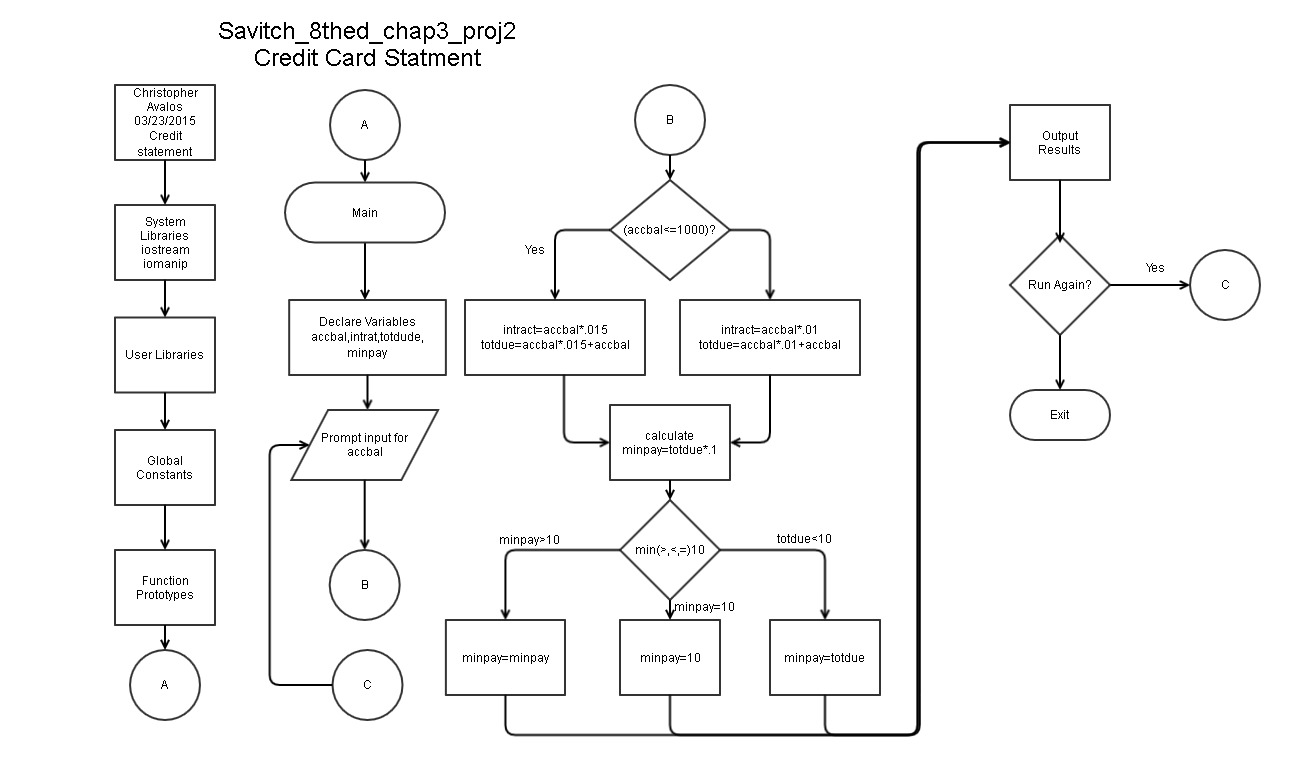 Savitch_8thed_chap3_proj2
Credit Card Statment
Christopher
Avalos
03/23/2015
Credit
statement
System
Libraries
iostream
iomanip
User Libraries
Global
Constants
Function
Prototypes
A
A
Main
Declare Variables
accbal,intrat,totdude,
minpay
Prompt input for
accbal
B
C
B
(accbal<=1000)?
Yes
intract=accbal*.015
totdue=accbal*.015+accbal
intract=accbal*.01
totdue=accbal*.01+accbal
calculate
minpay=totdue*.1
min(>,<,=)10
minpay>10
totdue<10
minpay=10
minpay=minpay
minpay=10
minpay=totdue
Output
Results
Run Again?
Yes
C
Exit